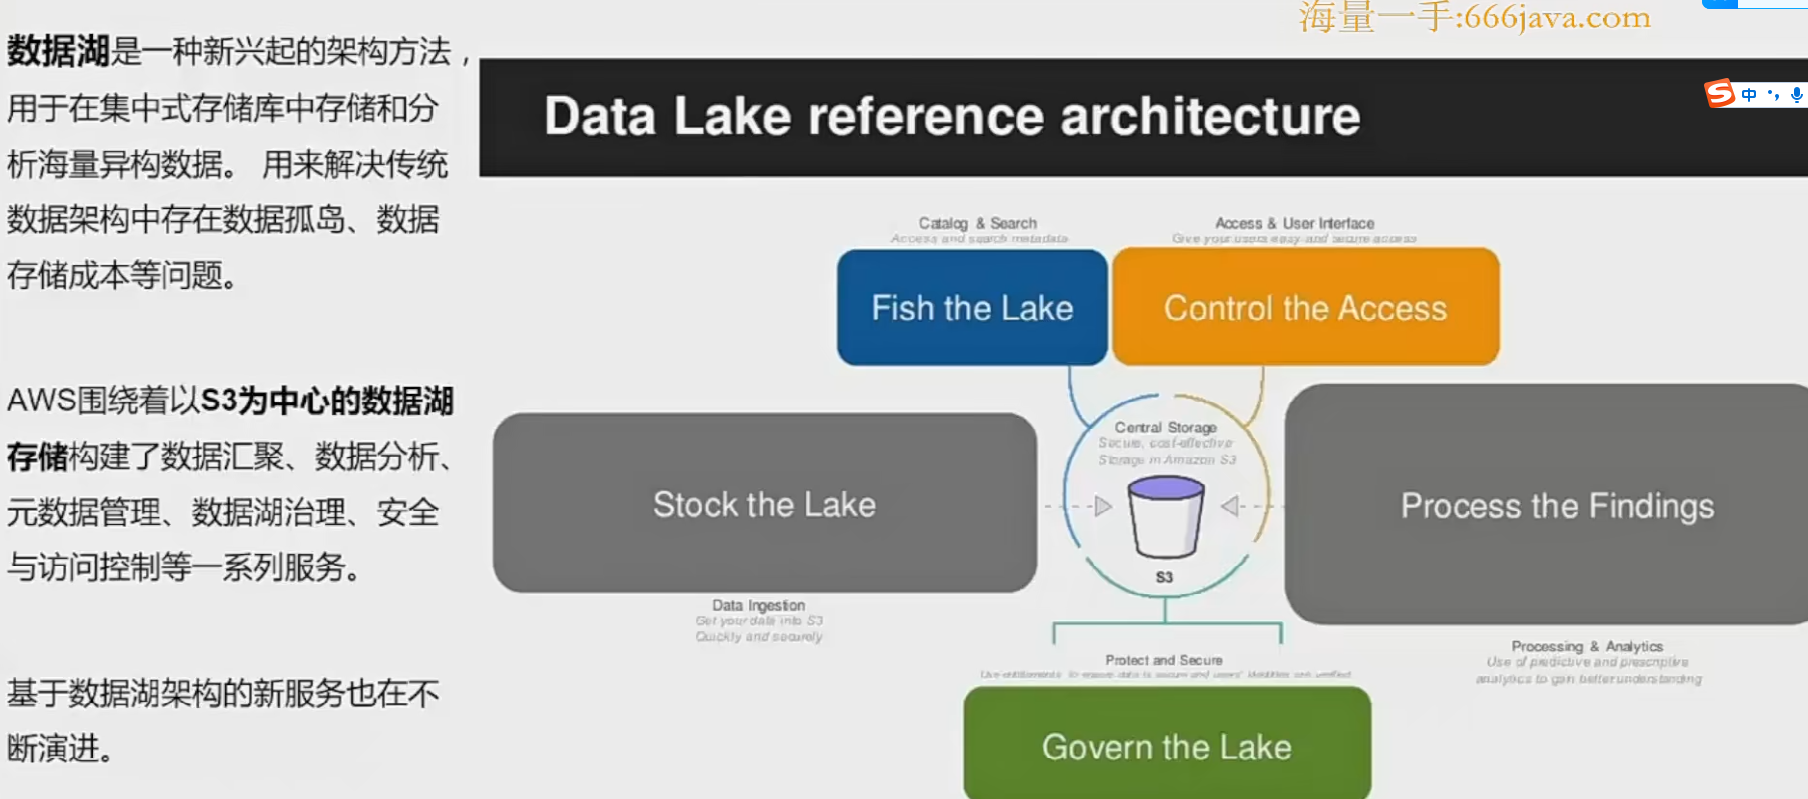 海量一手:666java.com
数据湖是一种新兴起的架构方法，
用于在集中式存储库中存储和分
析海量异构数据。 用来解决传统
数据架构中存在数据孤岛、数据
存储成本等问题。
AWS围绕着以S3为中心的数据湖
存储构建了数据汇聚、数据分析、
元数据管理、数据湖治理、安全
与访问控制等一系列服务。
基于数据湖架构的新服务也在不
断演进。
Data Lake reference architecture
中
Catalog & Search
Access and search metadata
Fish the Lake
Access & User Interface
Give your users easy and secure access
Control the Access
Stock the Lake
Data Ingestion
Get your data into S3
Quickly and securely
Central Storage
Secure, cost-effective
Storage in Amazon S3
S3
Process the Findings
Processing & Analytics
Use of predictive and prescriptive
analytics to gain better understanding
Protect and Secure
Use entitlements to ensure data is secure and users' identities are verified
Govern the Lake